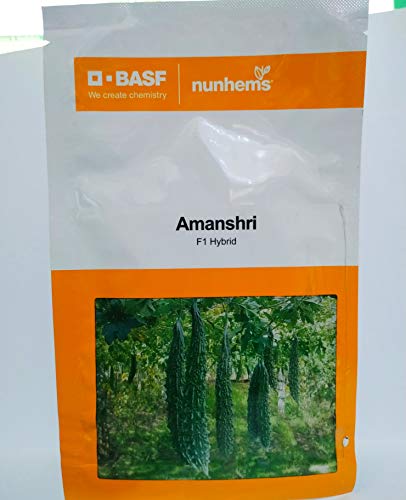 BASF
We create chemistry
nunhems®
Amanshri
F1 Hybrid